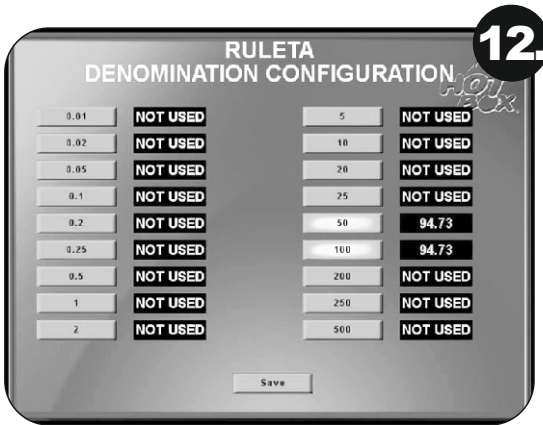 12.
RULETA
DENOMINATION CONFIGURATION
HOT
BOX
0.01 NOT USED 5 NOT USED
0.02 NOT USED 10 NOT USED
0.05 NOT USED 20 NOT USED
0.1 NOT USED 25 NOT USED
0.2 NOT USED 50 94.73
0.25 NOT USED 100 94.73
0.5 NOT USED 200 NOT USED
1 NOT USED 250 NOT USED
2 NOT USED 500 NOT USED
Save